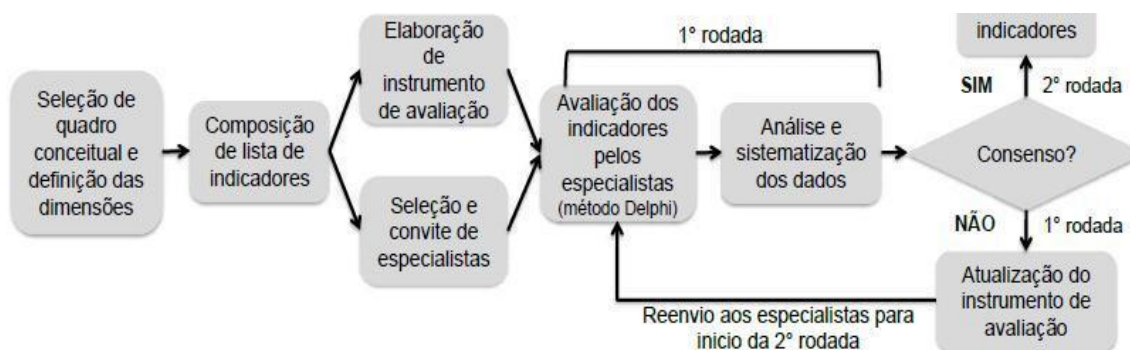 Seleção de
quadro
conceitual e
definição das
dimensões
Composição
de lista de
indicadores
Elaboração
de
instrumento
de avaliação
Seleção e
convite de
especialistas
1° rodada
Avaliação dos
indicadores
pelos
especialistas
(método Delphi)
Análise e
sistematização
dos dados
Consenso?
SIM
2° rodada
indicadores
NÃO
1° rodada
Atualização do
instrumento de
avaliação
Reenvio aos especialistas para
inicio da 2° rodada